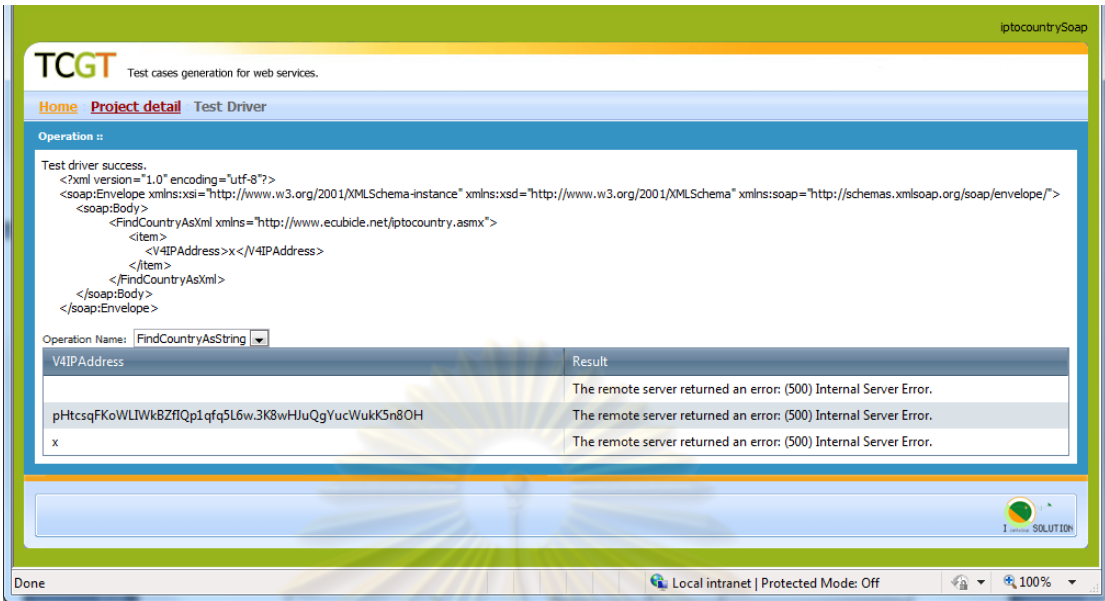 iptocountrySoap
TCGT Test cases generation for web services.
Home Project detail Test Driver
Operation ::
Test driver success.
<?xml version="1.0" encoding="utf-8"?>
<soap:Envelope xmlns:xsi="http://www.w3.org/2001/XMLSchema-instance" xmlns:xsd="http://www.w3.org/2001/XMLSchema" xmlns:soap="http://schemas.xmlsoap.org/soap/envelope/">
<soap:Body>
<FindCountryAsXml xmlns="http://www.ecubicle.net/iptocountry.asmx">
<item>
<V4IPAddress>x</V4IPAddress>
</item>
</FindCountryAsXml>
</soap:Body>
</soap:Envelope>
Operation Name: FindCountryAsString
V4IPAddress Result
The remote server returned an error: (500) Internal Server Error.
pHtcsqFKoWLIWkBZfIQp1qfq5L6w.3K8wHJuQgYucWukK5n8OH The remote server returned an error: (500) Internal Server Error.
x The remote server returned an error: (500) Internal Server Error.
I SOLUTION
Done Local intranet | Protected Mode: Off 100%